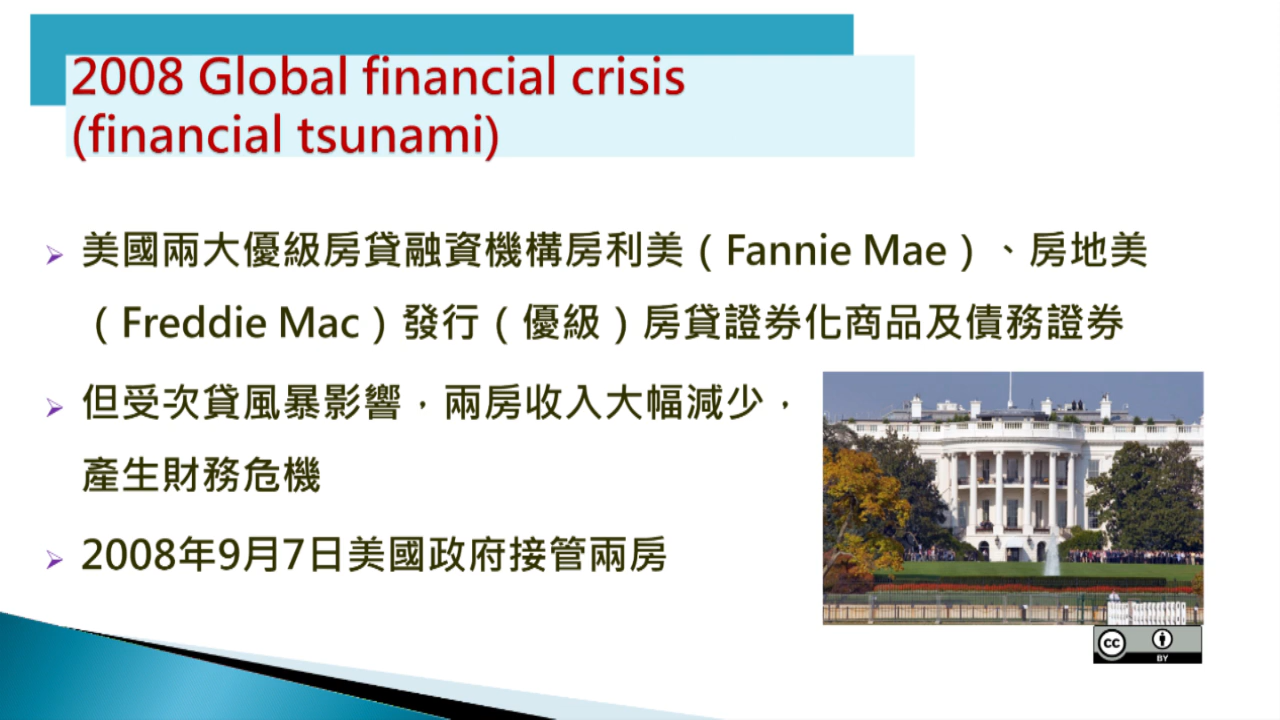 2008 Global financial crisis
(financial tsunami)
美國兩大優級房貸融資機構房利美（Fannie Mae）、房地美
（Freddie Mac）發行（優級）房貸證券化商品及債務證券
但受次貸風暴影響，兩房收入大幅減少，
產生財務危機
2008年9月7日美國政府接管兩房
cc
BY